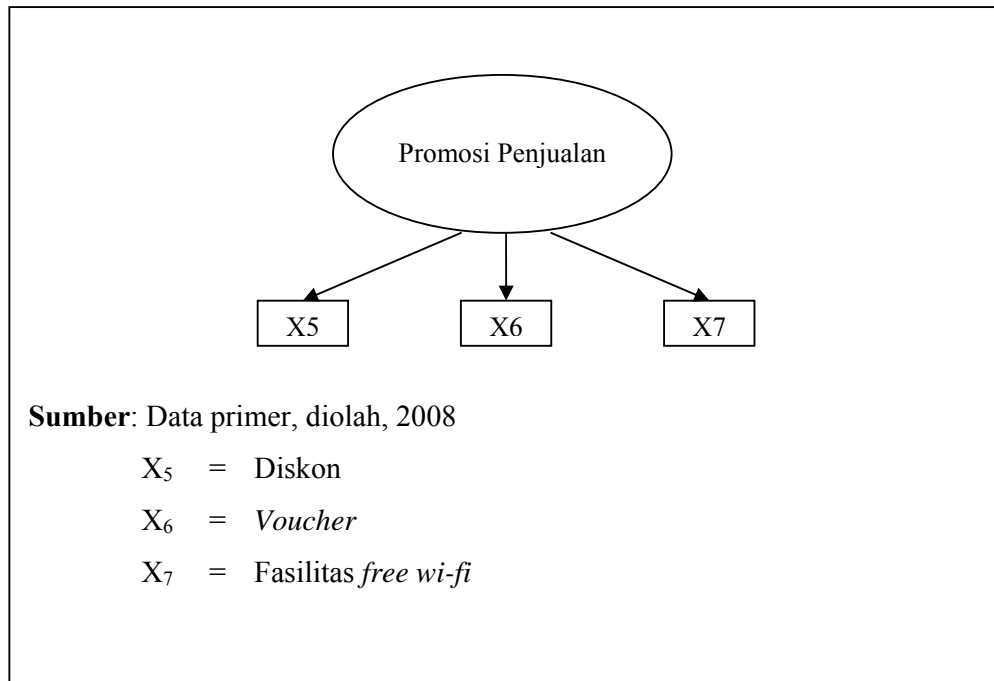 Promosi Penjualan
X5 X6 X7
Sumber: Data primer, diolah, 2008
X₅ = Diskon
X₆ = Voucher
X₇ = Fasilitas free wi-fi